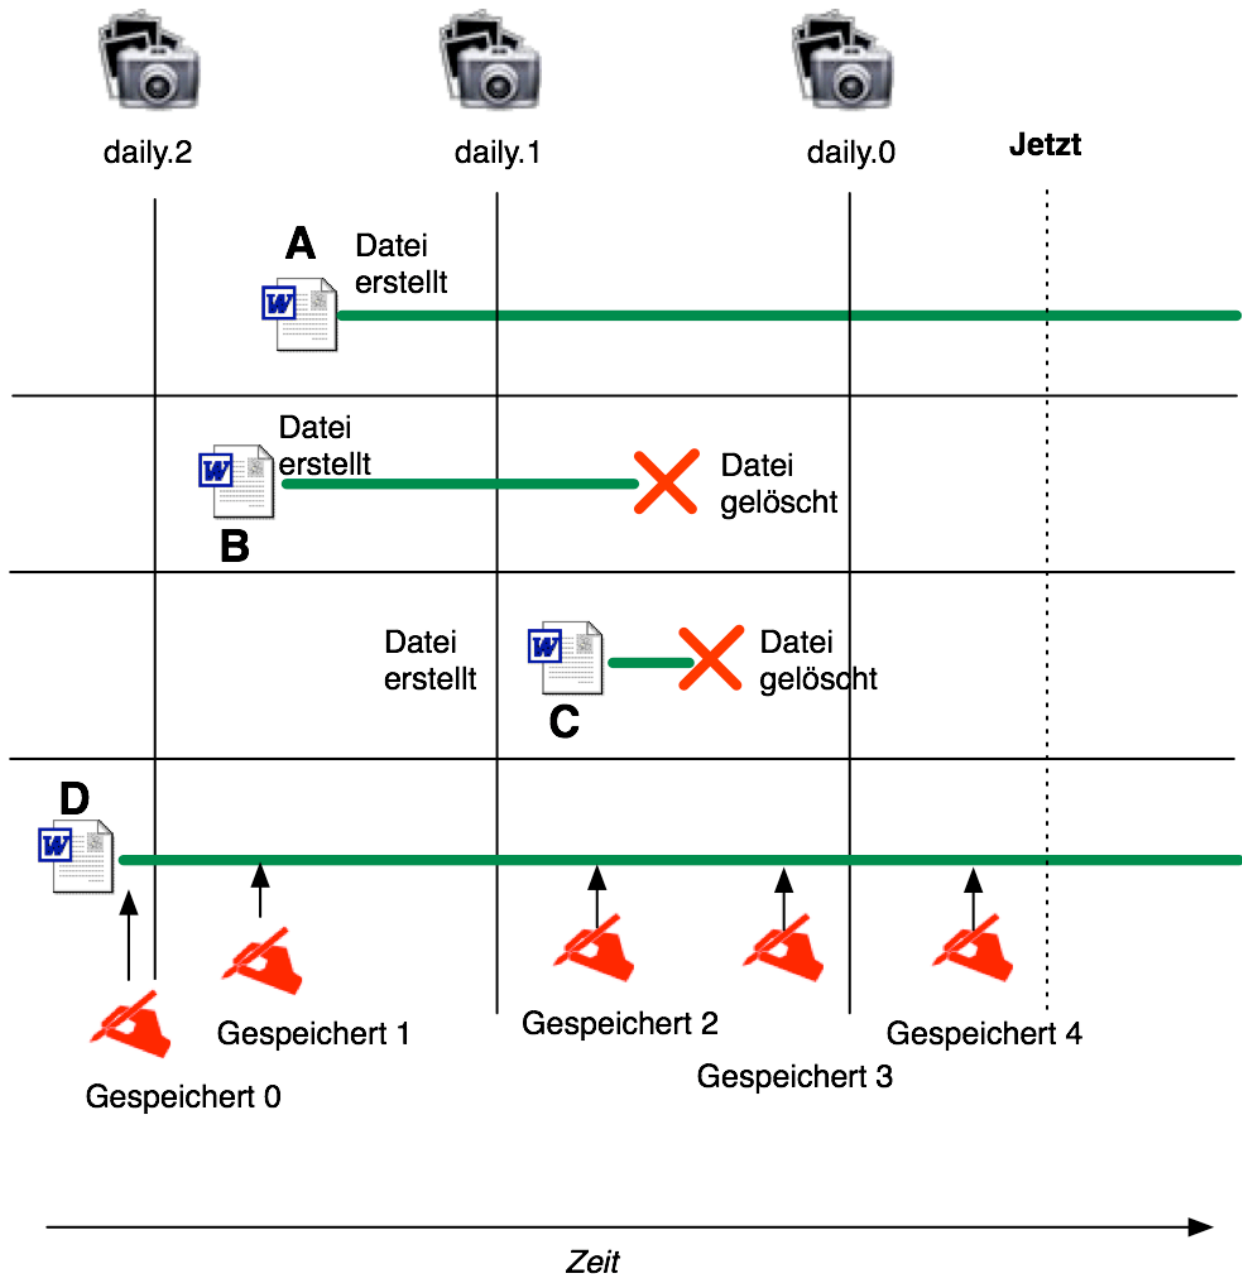 daily.2
daily.1
daily.0
Jetzt
A
Datei
erstellt
W
Datei
erstellt
W
B
Datei
gelöscht
Datei
erstellt
W
C
Datei
gelöscht
D
W
Gespeichert 0
Gespeichert 1
Gespeichert 2
Gespeichert 3
Gespeichert 4
Zeit